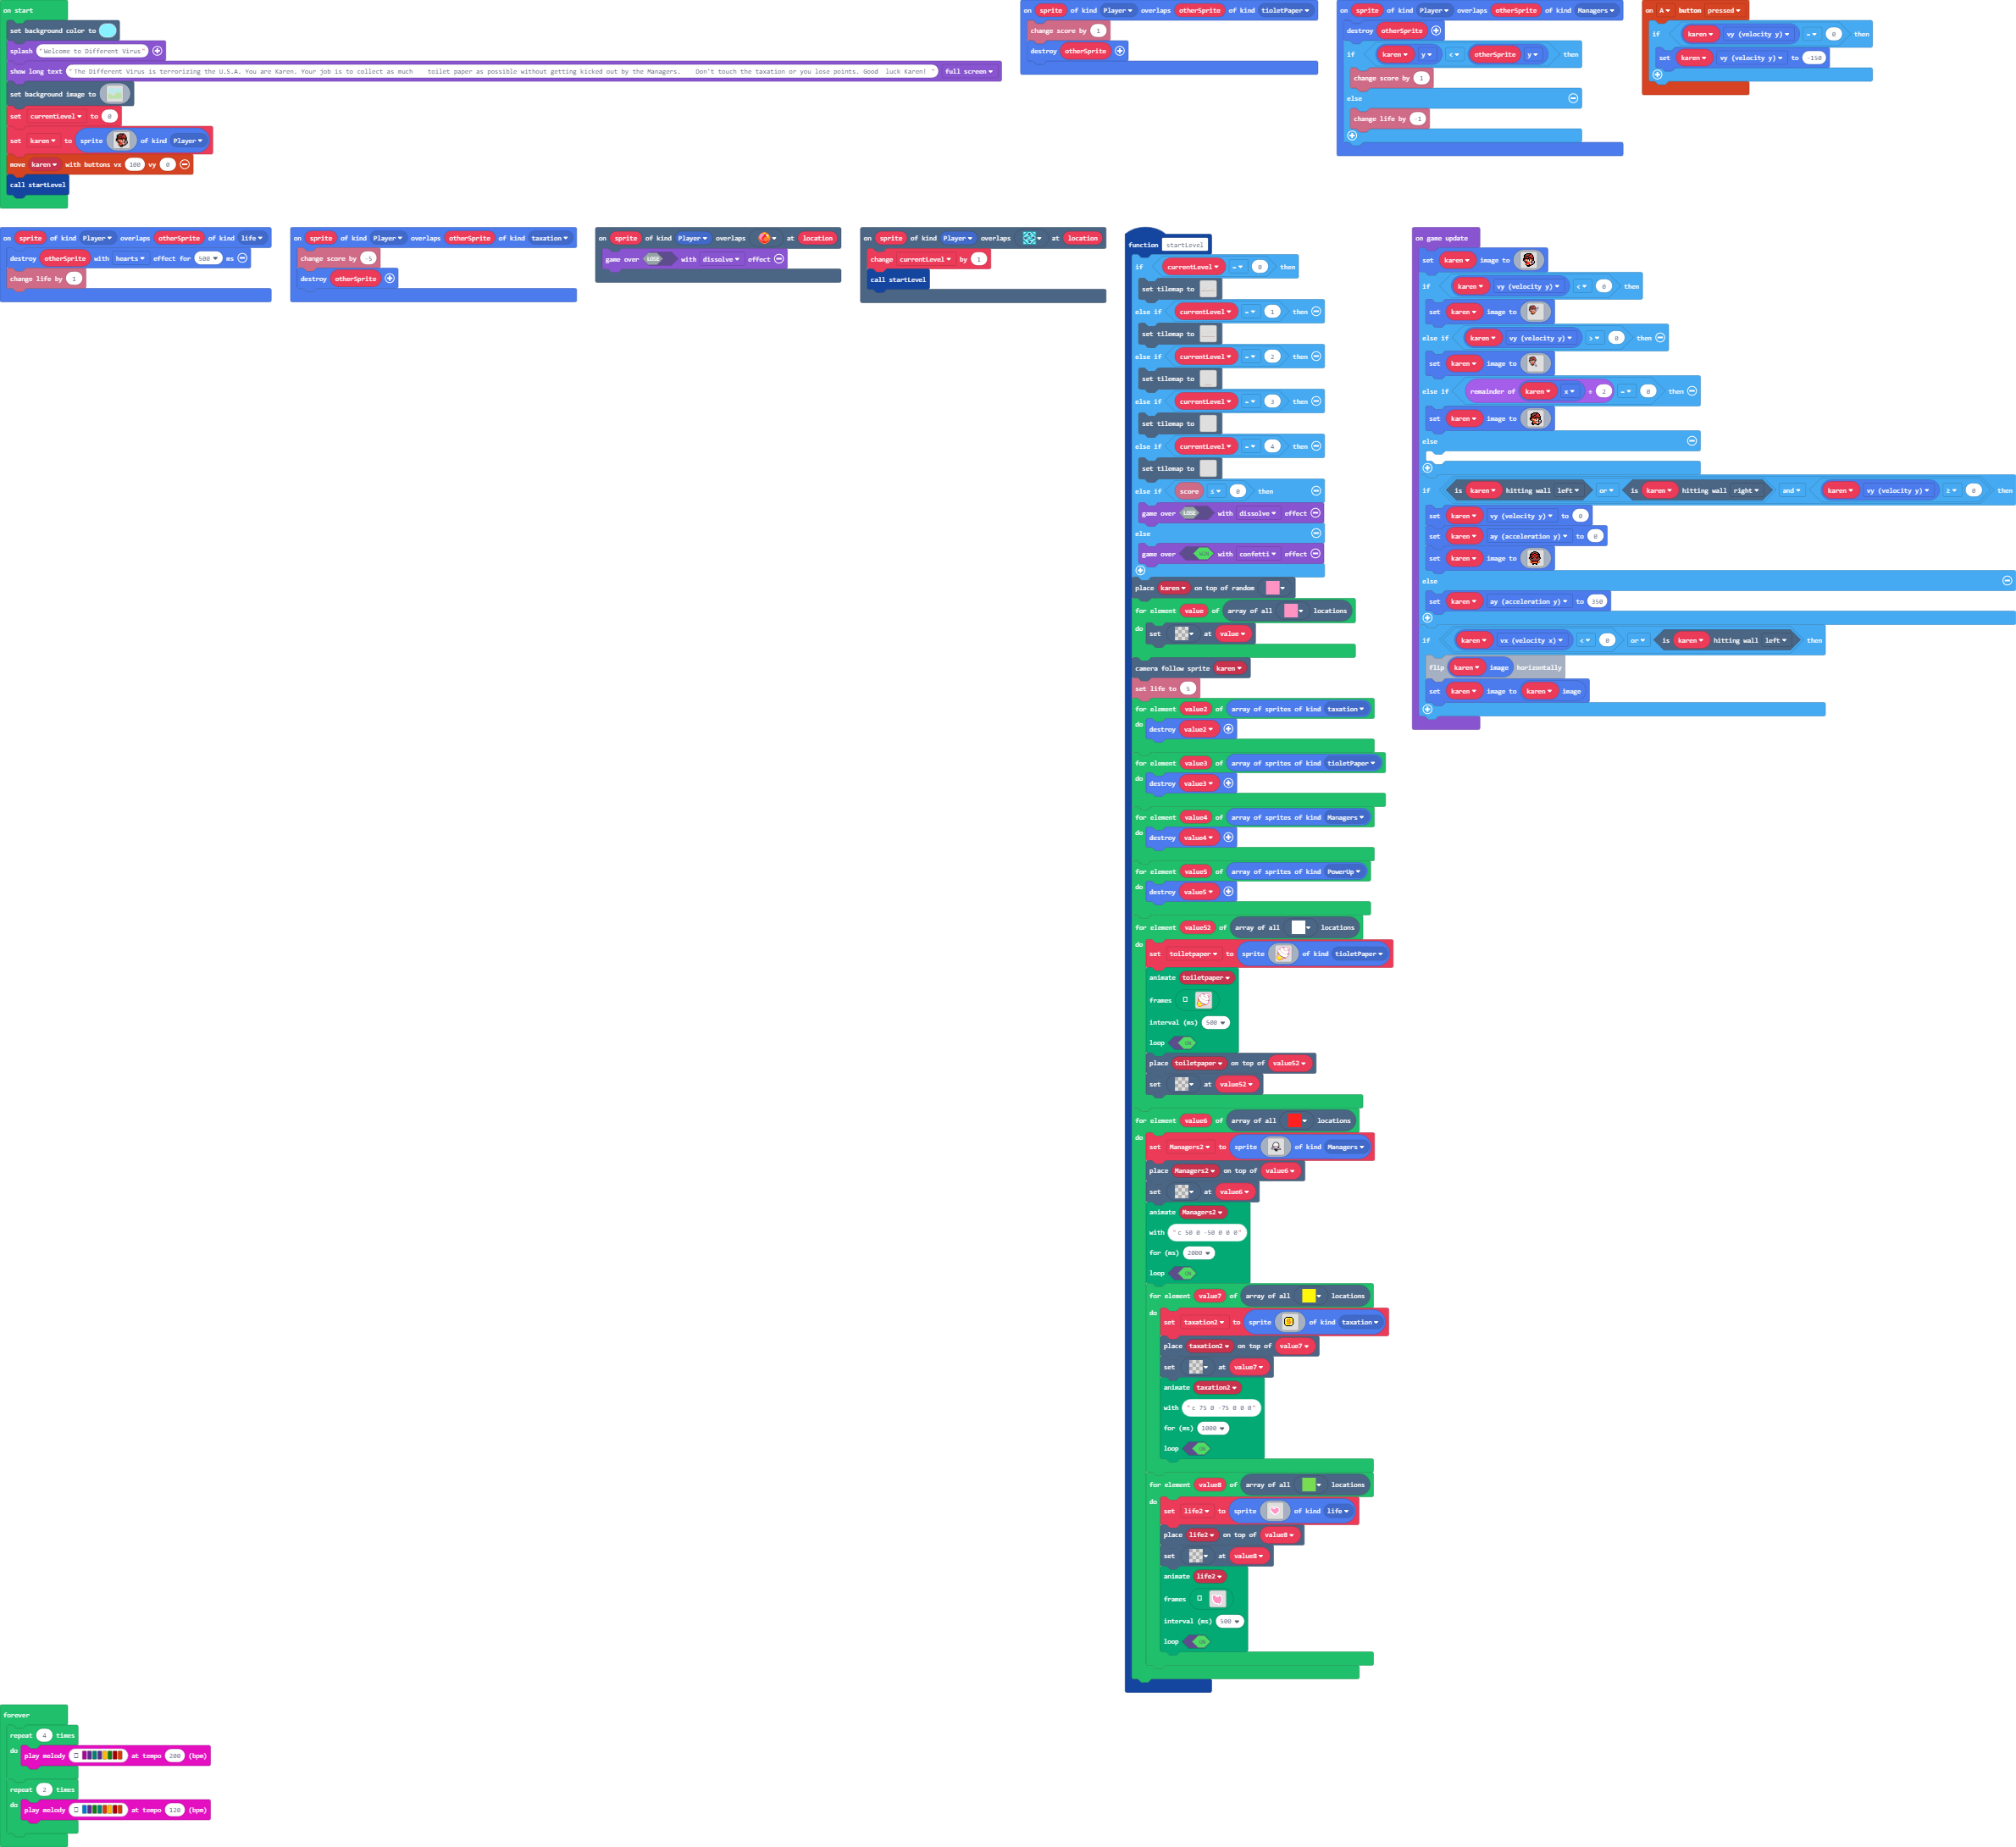 on start
set background color to
splash "Welcome to Different Virus"
show long text "The Different Virus is terrorizing the U.S.A. You are Karen. Your job is to collect as much toilet paper as possible without getting kicked out by the Managers. Don't touch the taxation or you lose points. Good luck Karen! " full screen
set background image to
set currentLevel to 0
set karen to sprite of kind Player
move karen with buttons vx 100 vy 0
call startLevel
on sprite of kind Player overlaps otherSprite of kind tioletPaper
change score by 1
destroy otherSprite
on sprite of kind Player overlaps otherSprite of kind Managers
destroy otherSprite
if karen y < otherSprite y then
change score by 1
else
change life by -1
on A button pressed
if karen vy (velocity y) = 0 then
set karen vy (velocity y) to -150
on sprite of kind Player overlaps otherSprite of kind life
destroy otherSprite with hearts effect for 500 ms
change life by 1
on sprite of kind Player overlaps otherSprite of kind taxation
change score by -5
destroy otherSprite
on sprite of kind Player overlaps at location
game over LOSE with dissolve effect
on sprite of kind Player overlaps at location
change currentLevel by 1
call startLevel
function startLevel
if currentLevel = 0 then
set tilemap to
else if currentLevel = 1 then
set tilemap to
else if currentLevel = 2 then
set tilemap to
else if currentLevel = 3 then
set tilemap to
else if currentLevel = 4 then
set tilemap to
else if score ≤ 0 then
game over LOSE with dissolve effect
else
game over WIN with confetti effect
place karen on top of random
for element value of array of all locations
do set at value
camera follow sprite karen
set life to 5
for element value2 of array of sprites of kind taxation
do destroy value2
for element value3 of array of sprites of kind tioletPaper
do destroy value3
for element value4 of array of sprites of kind Managers
do destroy value4
for element value5 of array of sprites of kind PowerUp
do destroy value5
for element value52 of array of all locations
do set toiletpaper to sprite of kind tioletPaper
animate toiletpaper
frames
interval (ms) 500
loop ON
place toiletpaper on top of value52
set at value52
for element value6 of array of all locations
do set Managers2 to sprite of kind Managers
place Managers2 on top of value6
set at value6
animate Managers2
with "c 50 0 -50 0 0 0"
for (ms) 2000
loop ON
for element value7 of array of all locations
do set taxation2 to sprite of kind taxation
place taxation2 on top of value7
set at value7
animate taxation2
with "c 75 0 -75 0 0 0"
for (ms) 1000
loop ON
for element value8 of array of all locations
do set life2 to sprite of kind life
place life2 on top of value8
set at value8
animate life2
frames
interval (ms) 500
loop ON
on game update
set karen image to
if karen vy (velocity y) < 0 then
set karen image to
else if karen vy (velocity y) > 0 then
set karen image to
else if remainder of karen x ÷ 2 = 0 then
set karen image to
else
if is karen hitting wall left or is karen hitting wall right and karen vy (velocity y) ≥ 0 then
set karen vy (velocity y) to 0
set karen ay (acceleration y) to 0
set karen image to
else
set karen ay (acceleration y) to 350
if karen vx (velocity x) < 0 or is karen hitting wall left then
flip karen image horizontally
set karen image to karen image
forever
repeat 4 times
do play melody at tempo 200 (bpm)
repeat 2 times
do play melody at tempo 120 (bpm)